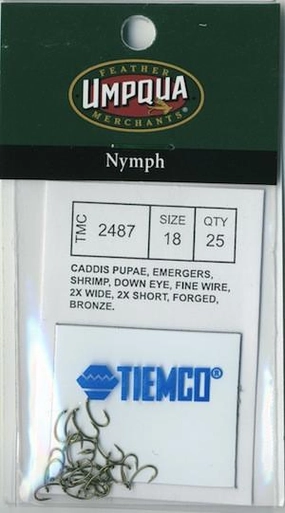 FEATHER
UMPQUA
MERCHANTS®
Nymph
TMC 2487 SIZE 18 QTY 25
CADDIS PUPAE, EMERGERS,
SHRIMP, DOWN EYE, FINE WIRE,
2X WIDE, 2X SHORT, FORGED,
BRONZE.
TIEMCO®